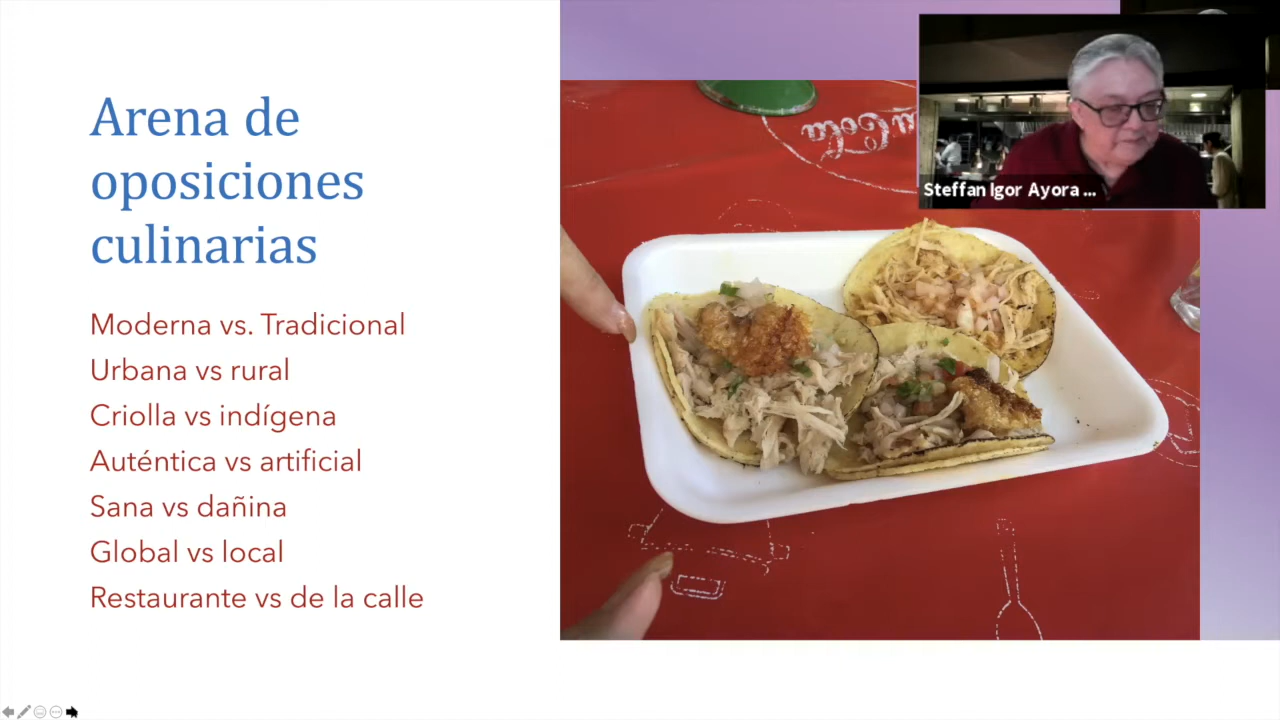 Arena de
oposiciones
culinarias
Moderna vs. Tradicional
Urbana vs rural
Criolla vs indígena
Auténtica vs artificial
Sana vs dañina
Global vs local
Restaurante vs de la calle
Cola
Steffan Igor Ayora ...